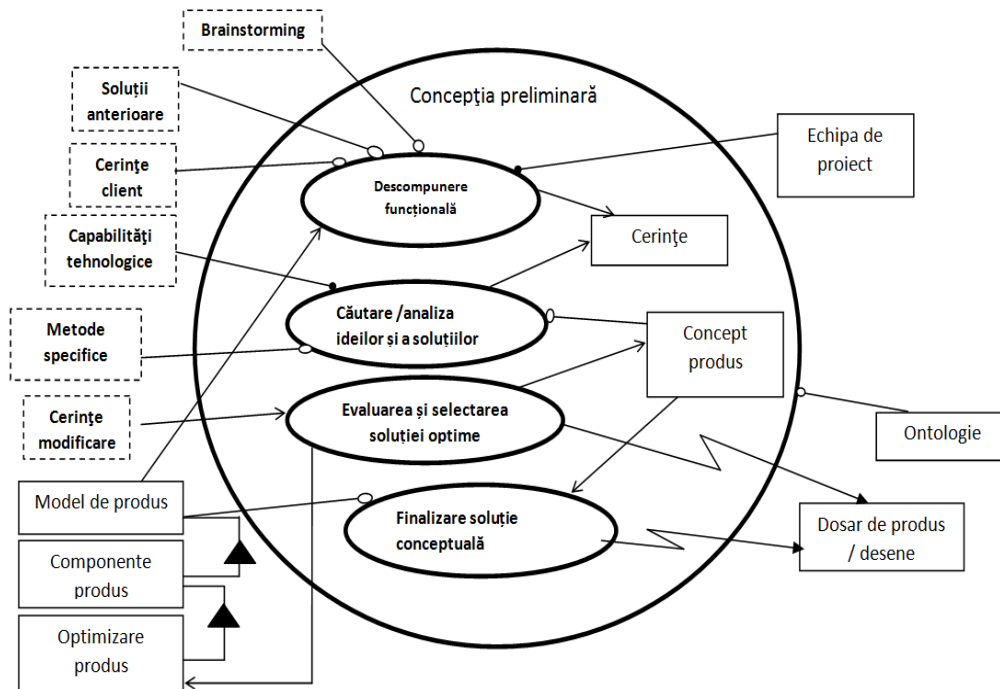 Brainstorming
Soluții
anterioare
Concepţia preliminară
Echipa de
proiect
Cerinţe
client
Descompunere
funcțională
Capabilităţi
tehnologice
Cerinţe
Căutare /analiza
ideilor și a soluțiilor
Metode
specifice
Concept
produs
Evaluarea și selectarea
soluției optime
Cerinţe
modificare
Ontologie
Model de produs
Finalizare soluție
conceptuală
Dosar de produs
/ desene
Componente
produs
Optimizare
produs